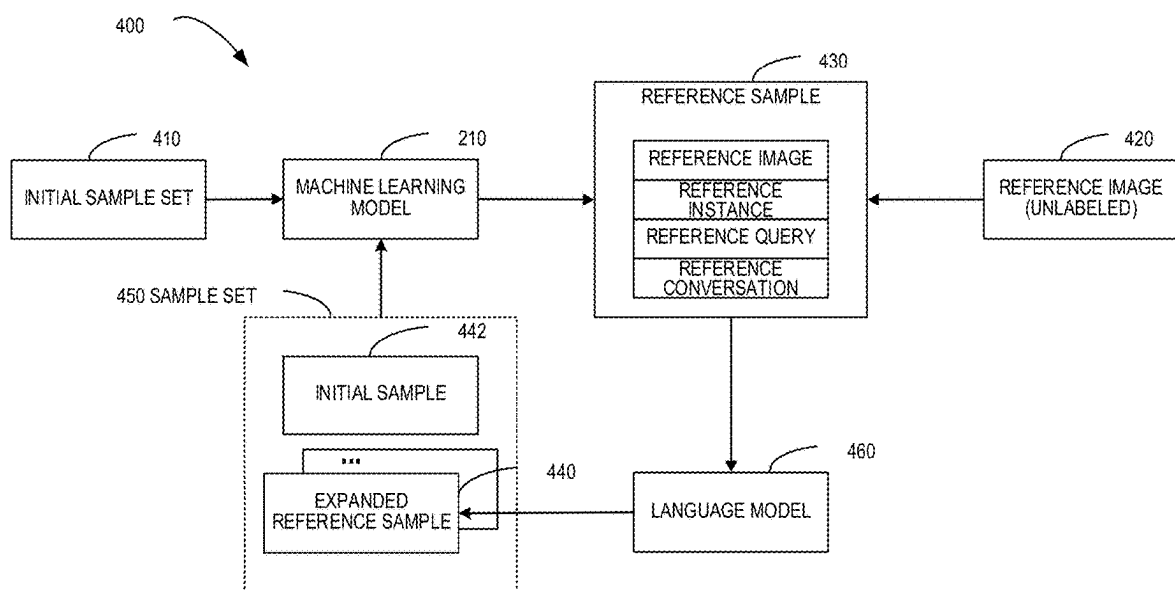 400
430
REFERENCE SAMPLE
410
INITIAL SAMPLE SET
210
MACHINE LEARNING
MODEL
REFERENCE IMAGE
REFERENCE
INSTANCE
REFERENCE QUERY
REFERENCE
CONVERSATION
420
REFERENCE IMAGE
(UNLABELED)
450 SAMPLE SET
442
INITIAL SAMPLE
...
440
EXPANDED
REFERENCE SAMPLE
460
LANGUAGE MODEL